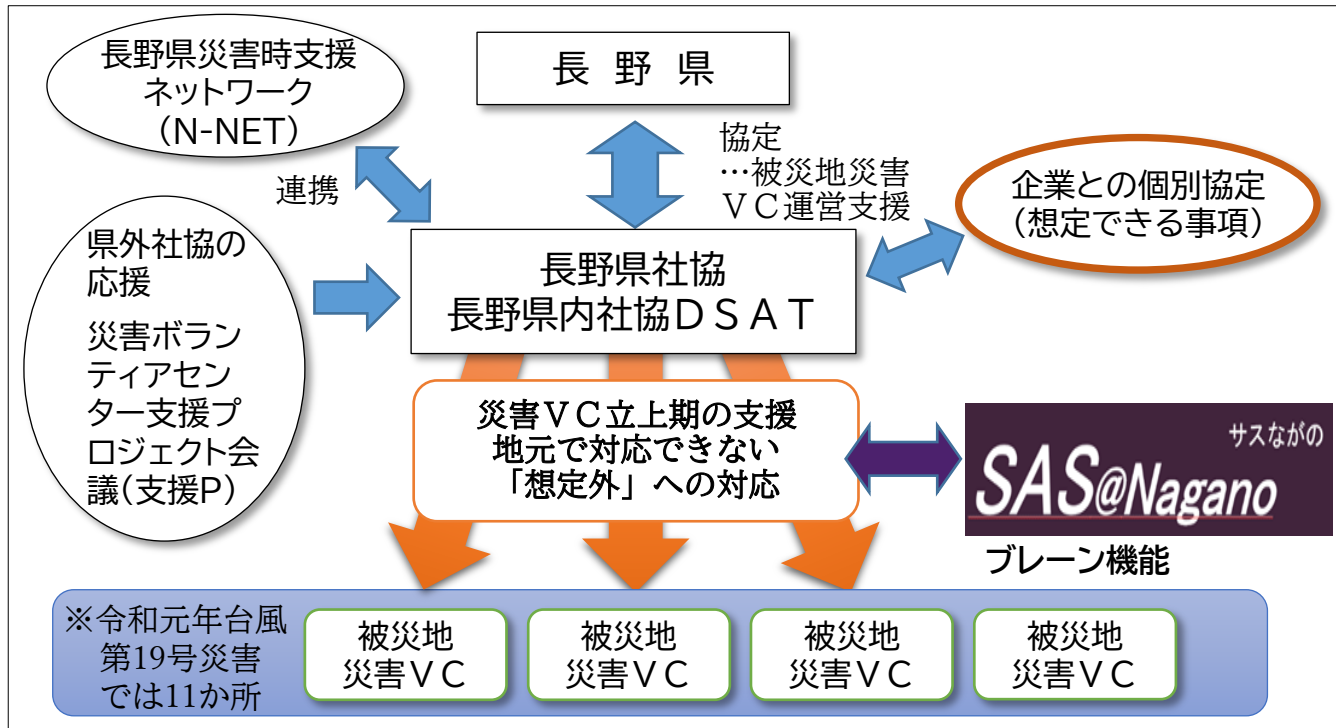 長野県災害時支援
ネットワーク
(N-NET)
長 野 県
連携
協定
…被災地災害
ＶＣ運営支援
企業との個別協定
(想定できる事項)
県外社協の
応援
災害ボラン
ティアセン
ター支援プ
ロジェクト会
議(支援P)
長野県社協
長野県内社協ＤＳＡＴ
災害ＶＣ立上期の支援
地元で対応できない
「想定外」への対応
サスながの
SAS@Nagano
ブレーン機能
※令和元年台風
第19号災害
では11か所
被災地
災害ＶＣ
被災地
災害ＶＣ
被災地
災害ＶＣ
被災地
災害ＶＣ